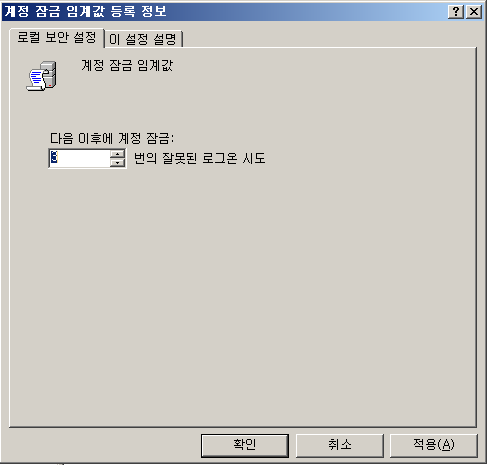 계정 잠금 임계값 등록 정보
로컬 보안 설정 이 설정 설명
계정 잠금 임계값
다음 이후에 계정 잠금:
3 번의 잘못된 로그온 시도
확인 취소 적용(A)